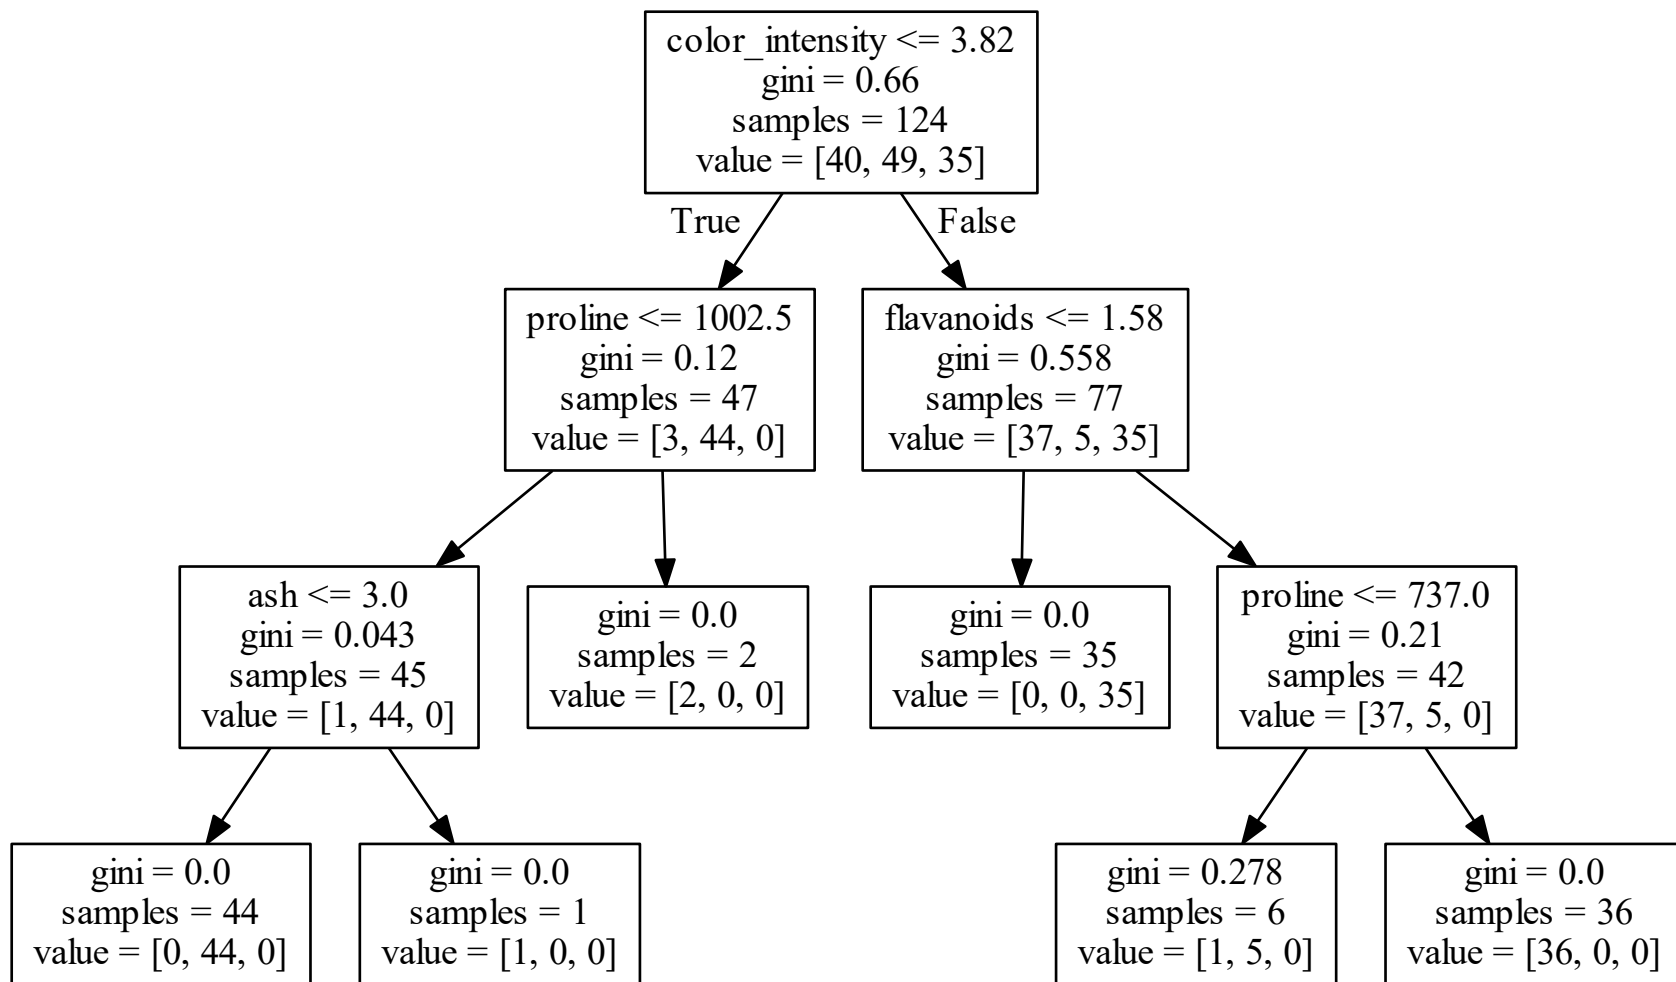 color_intensity <= 3.82
gini = 0.66
samples = 124
value = [40, 49, 35]
True
False
proline <= 1002.5
gini = 0.12
samples = 47
value = [3, 44, 0]
flavanoids <= 1.58
gini = 0.558
samples = 77
value = [37, 5, 35]
ash <= 3.0
gini = 0.043
samples = 45
value = [1, 44, 0]
gini = 0.0
samples = 2
value = [2, 0, 0]
gini = 0.0
samples = 35
value = [0, 0, 35]
proline <= 737.0
gini = 0.21
samples = 42
value = [37, 5, 0]
gini = 0.0
samples = 44
value = [0, 44, 0]
gini = 0.0
samples = 1
value = [1, 0, 0]
gini = 0.278
samples = 6
value = [1, 5, 0]
gini = 0.0
samples = 36
value = [36, 0, 0]